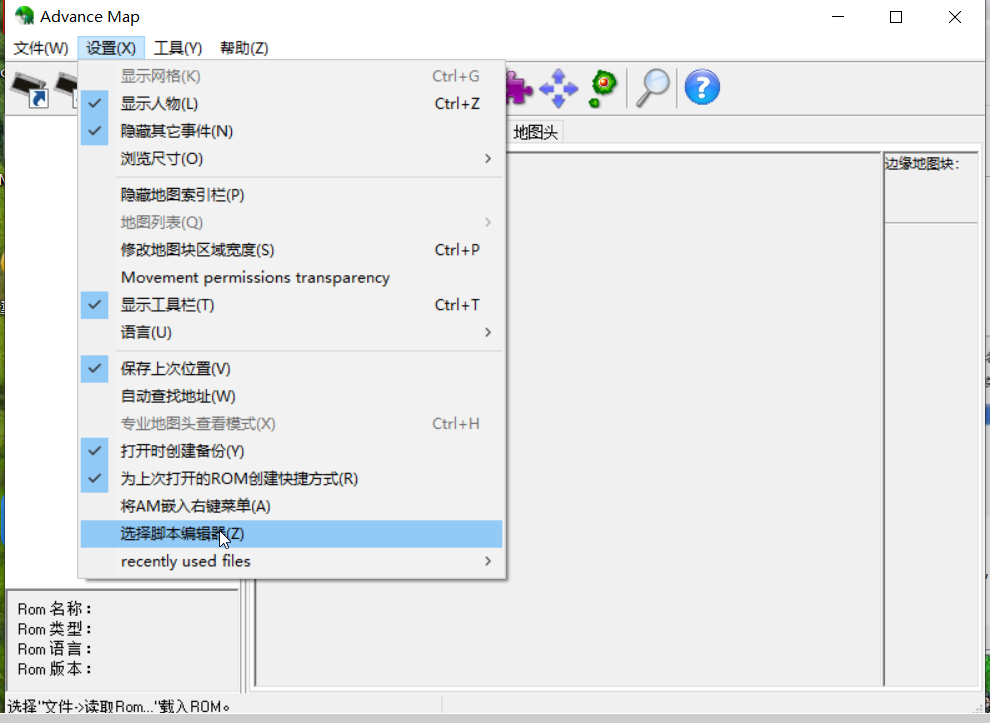 Advance Map
文件(W) 设置(X) 工具(Y) 帮助(Z)
显示网格(K) Ctrl+G
显示人物(L) Ctrl+Z
隐藏其它事件(N)
浏览尺寸(O)
隐藏地图索引栏(P)
地图列表(Q)
修改地图块区域宽度(S) Ctrl+P
Movement permissions transparency
显示工具栏(T) Ctrl+T
语言(U)
保存上次位置(V)
自动查找地址(W)
专业地图头查看模式(X) Ctrl+H
打开时创建备份(Y)
为上次打开的ROM创建快捷方式(R)
将AM嵌入右键菜单(A)
选择脚本编辑器(Z)
recently used files
地图头
边缘地图块:
Rom 名称:
Rom 类型:
Rom 语言:
Rom 版本:
选择"文件->读取Rom..."载入ROM。